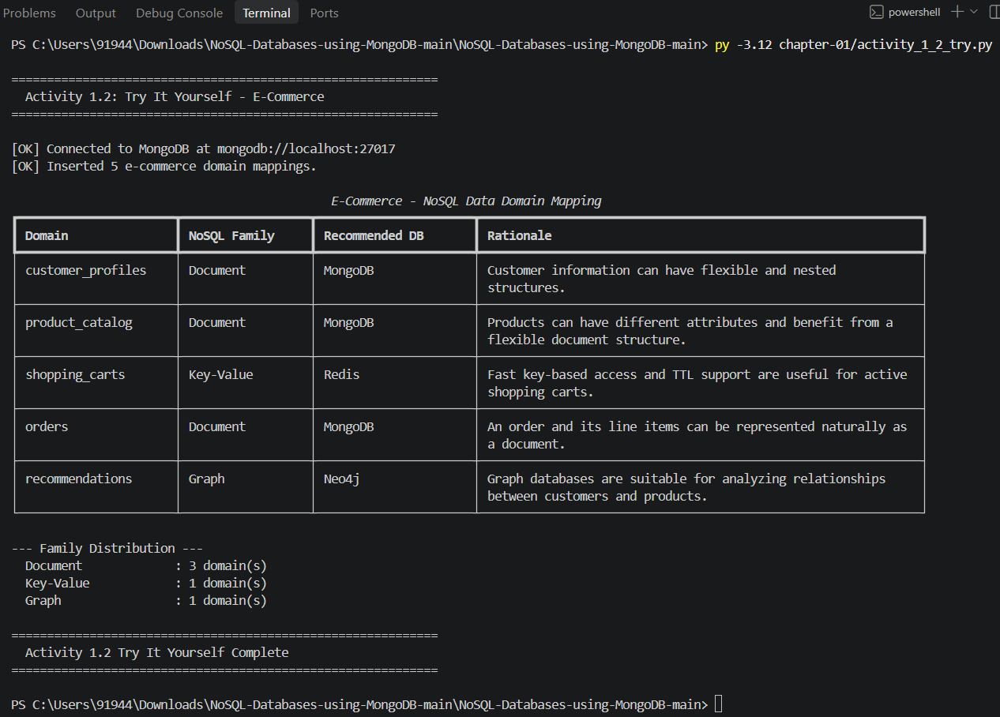 Problems Output Debug Console Terminal Ports powershell
PS C:\Users\91944\Downloads\NoSQL-Databases-using-MongoDB-main\NoSQL-Databases-using-MongoDB-main> py -3.12 chapter-01/activity_1_2_try.py
============================================================
Activity 1.2: Try It Yourself - E-Commerce
============================================================
[OK] Connected to MongoDB at mongodb://localhost:27017
[OK] Inserted 5 e-commerce domain mappings.
E-Commerce - NoSQL Data Domain Mapping
Domain NoSQL Family Recommended DB Rationale
customer_profiles Document MongoDB Customer information can have flexible and nested
structures.
product_catalog Document MongoDB Products can have different attributes and benefit from a
flexible document structure.
shopping_carts Key-Value Redis Fast key-based access and TTL support are useful for active
shopping carts.
orders Document MongoDB An order and its line items can be represented naturally as
a document.
recommendations Graph Neo4j Graph databases are suitable for analyzing relationships
between customers and products.
--- Family Distribution ---
Document : 3 domain(s)
Key-Value : 1 domain(s)
Graph : 1 domain(s)
============================================================
Activity 1.2 Try It Yourself Complete
============================================================
PS C:\Users\91944\Downloads\NoSQL-Databases-using-MongoDB-main\NoSQL-Databases-using-MongoDB-main>